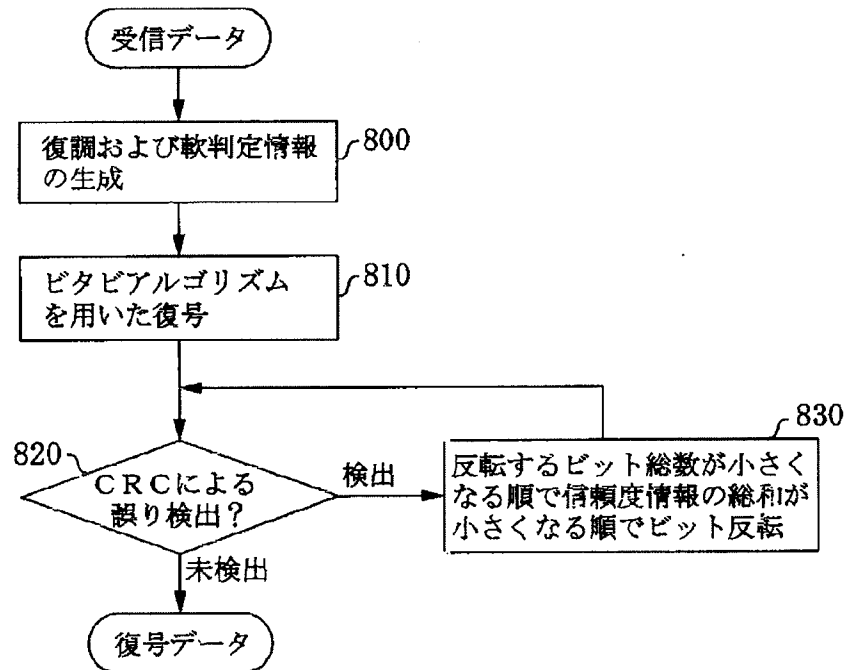 受信データ
復調および軟判定情報
の生成
800
ビタビアルゴリズム
を用いた復号
810
820
CRCによる
誤り検出?
検出
830
反転するビット総数が小さく
なる順で信頼度情報の総和が
小さくなる順でビット反転
未検出
復号データ